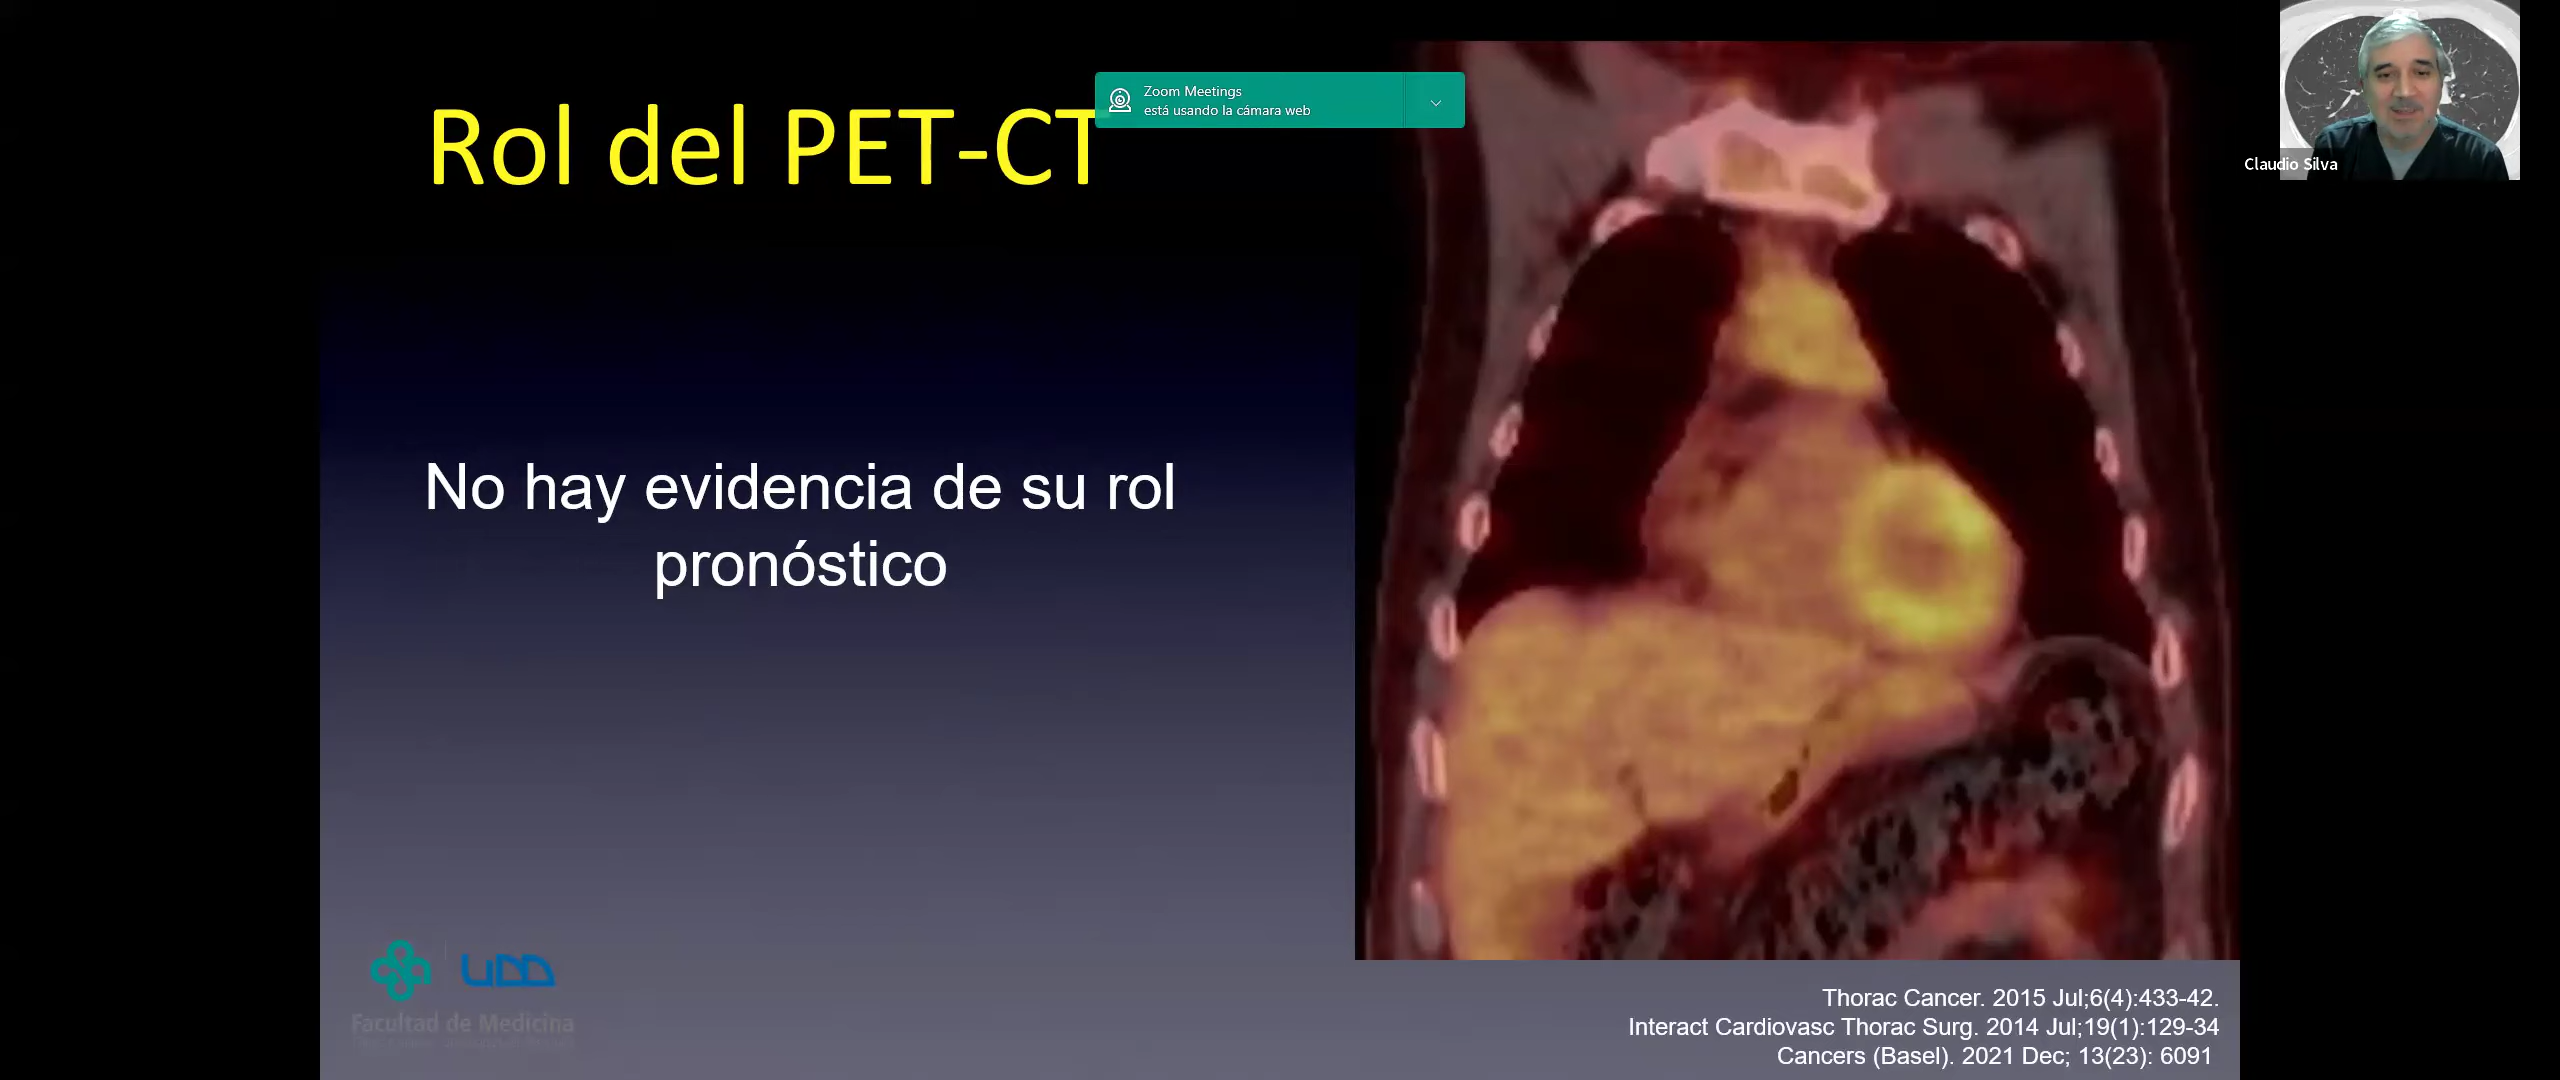 Zoom Meetings
está usando la cámara web
Claudio Silva
Rol del PET-CT
No hay evidencia de su rol
pronóstico
UDD
Facultad de Medicina
Thorac Cancer. 2015 Jul;6(4):433-42.
Interact Cardiovasc Thorac Surg. 2014 Jul;19(1):129-34
Cancers (Basel). 2021 Dec; 13(23): 6091